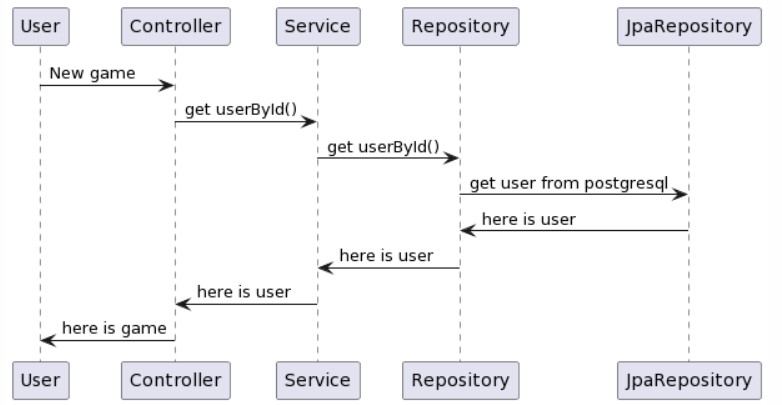 User Controller Service Repository JpaRepository
New game
get userById()
get userById()
get user from postgresql
here is user
here is user
here is user
here is game
User Controller Service Repository JpaRepository